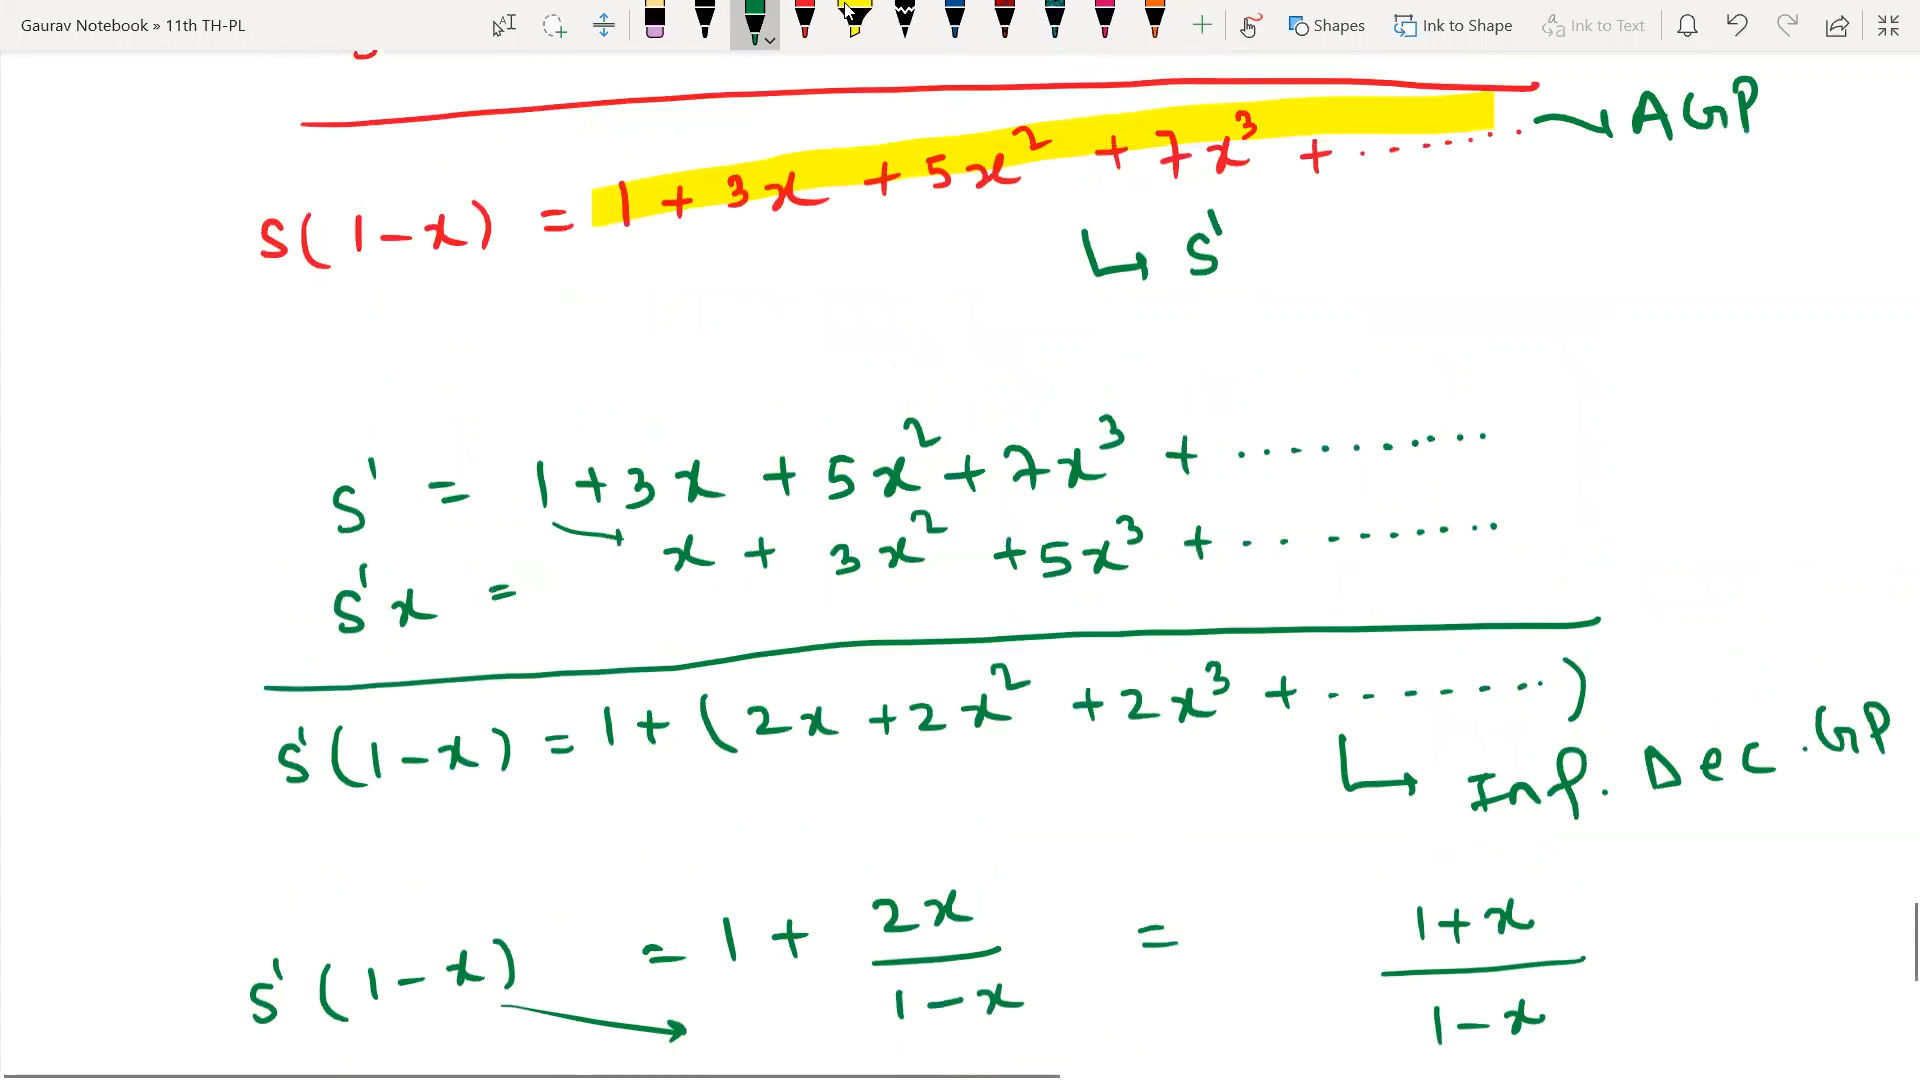 Gaurav Notebook » 11th TH-PL
Shapes
Ink to Shape
Ink to Text
S(1-x) = 1 + 3x + 5x² + 7x³ + ....... AGP
↳ S'
S' = 1 + 3x + 5x² + 7x³ + ..........
S'x = x + 3x² + 5x³ + ..........
S'(1-x) = 1 + (2x + 2x² + 2x³ + .......)
↳ Inf. Dec. GP
S'(1-x) = 1 + 2x/(1-x) = (1+x)/(1-x)